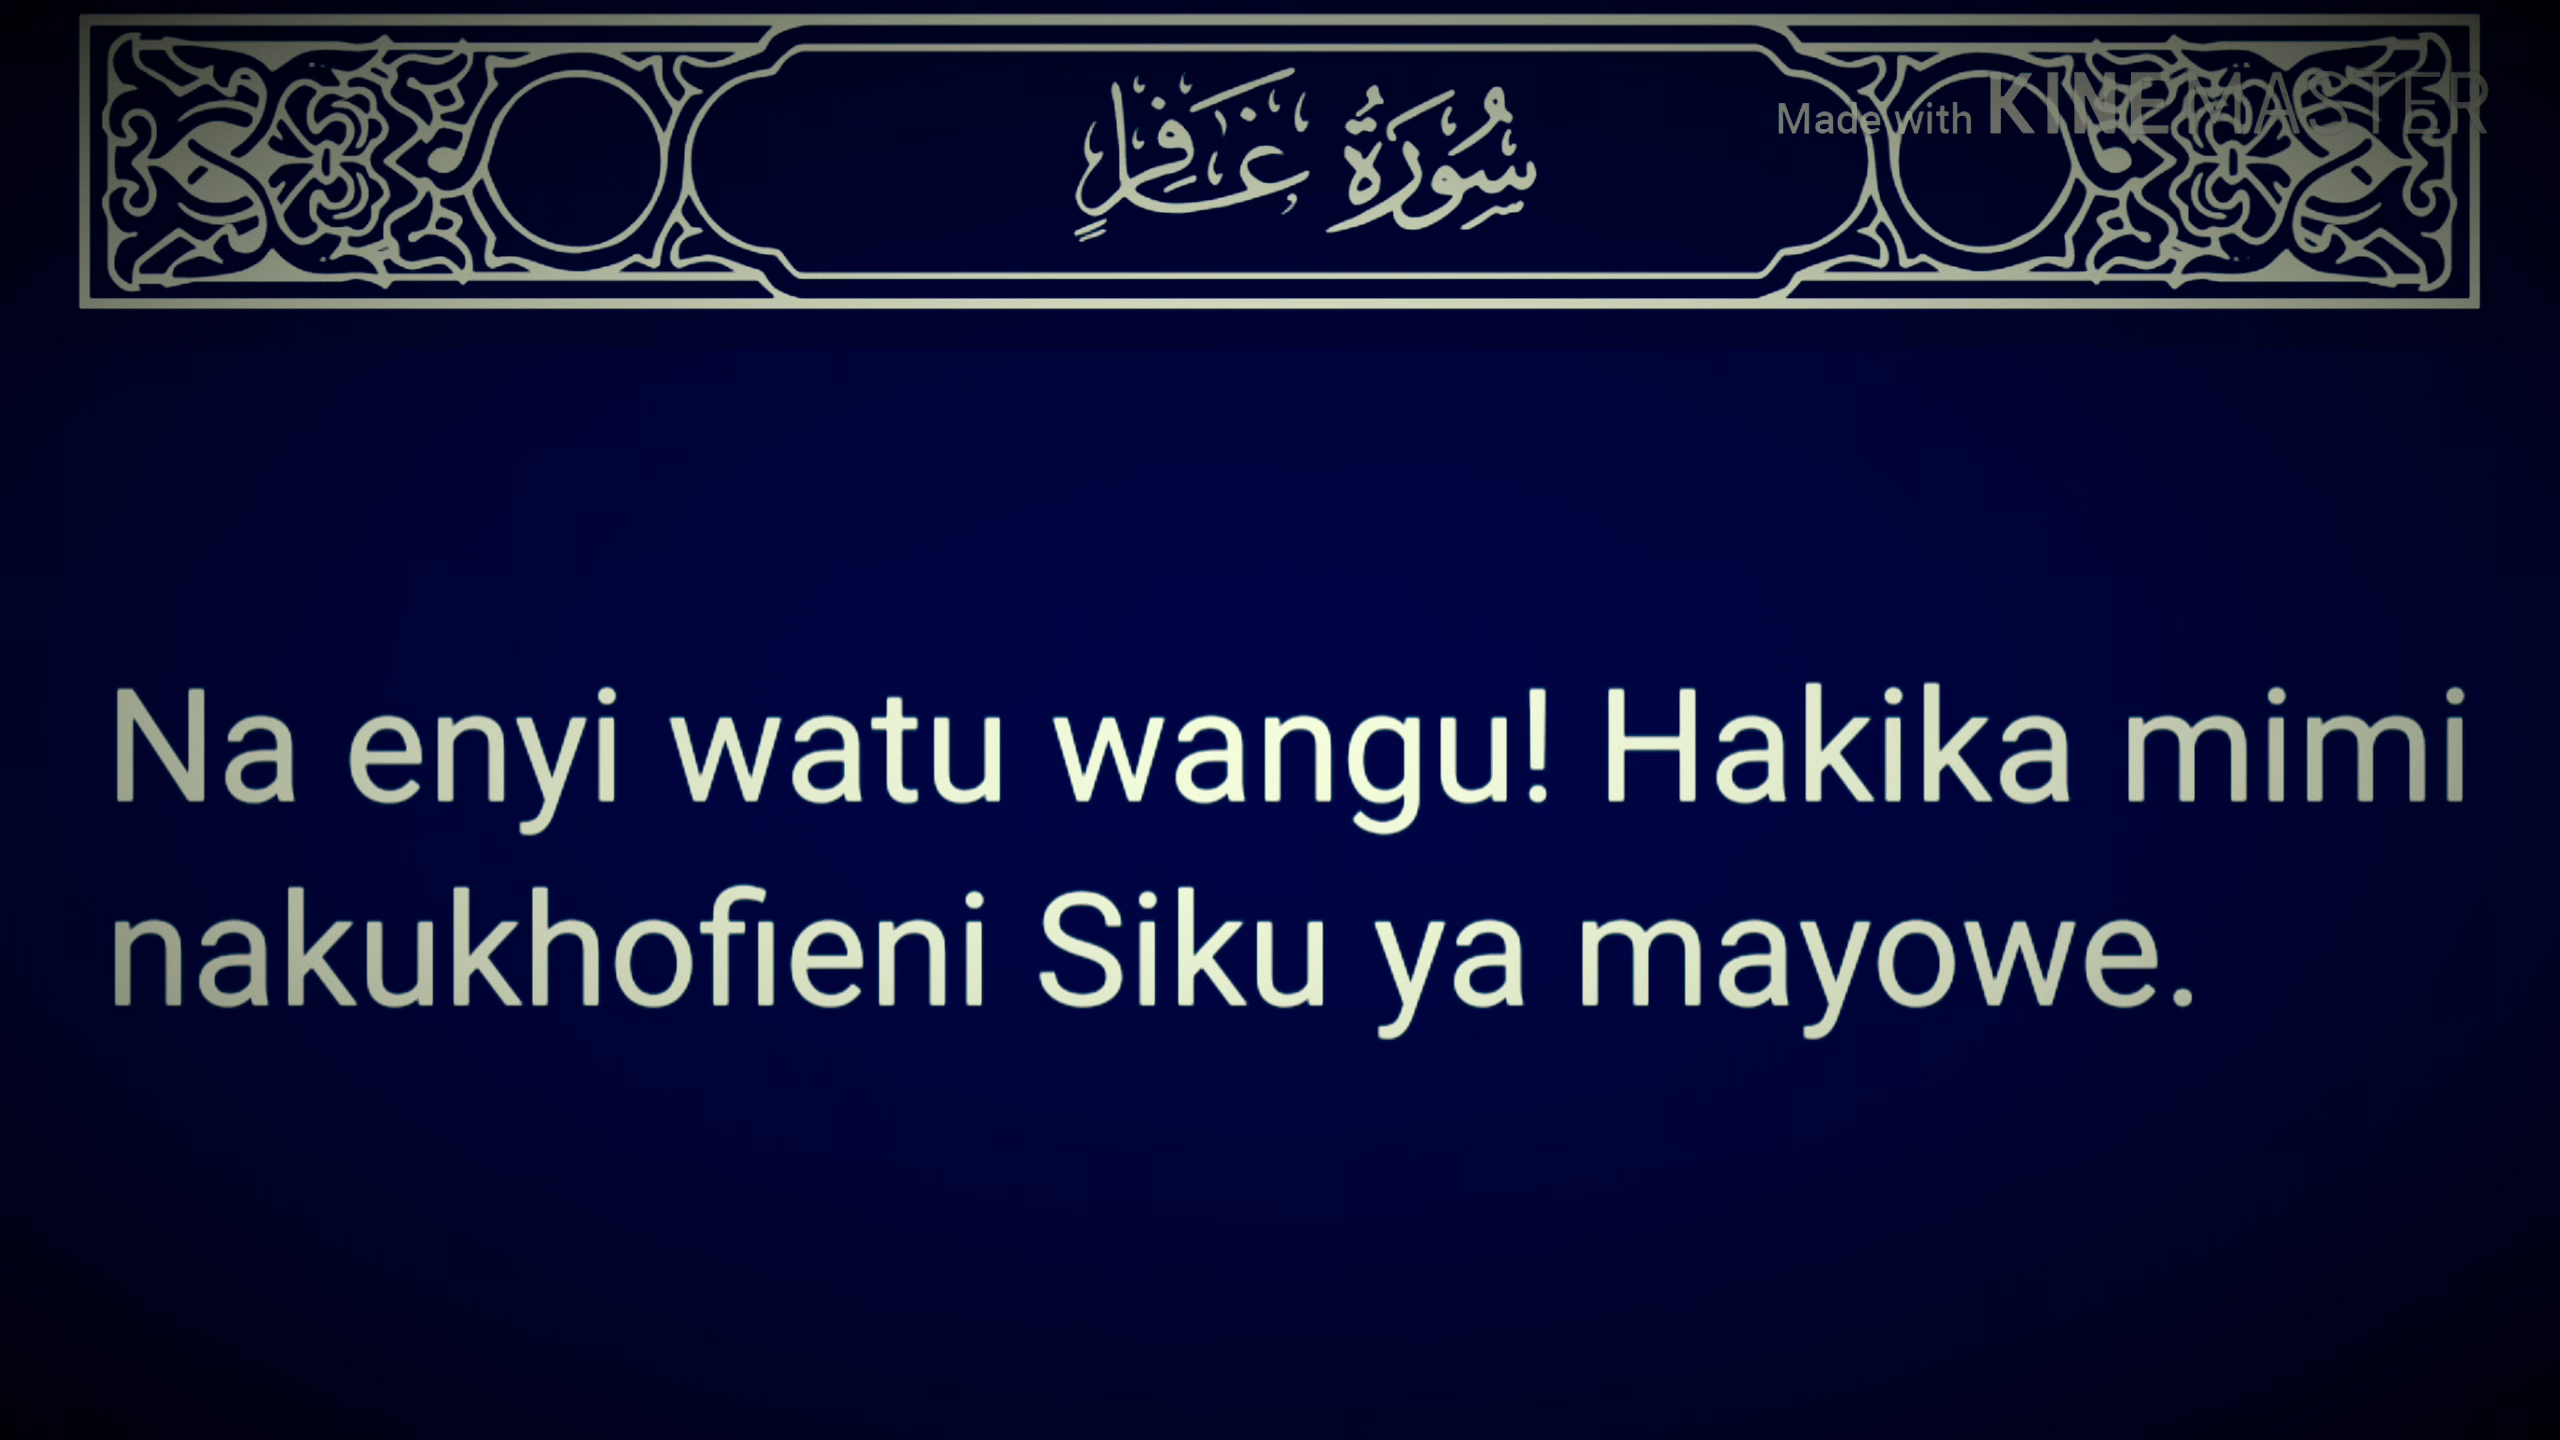 سُورَةُ غَافِرٍ
Made with KINEMASTER
Na enyi watu wangu! Hakika mimi
nakukhofieni Siku ya mayowe.